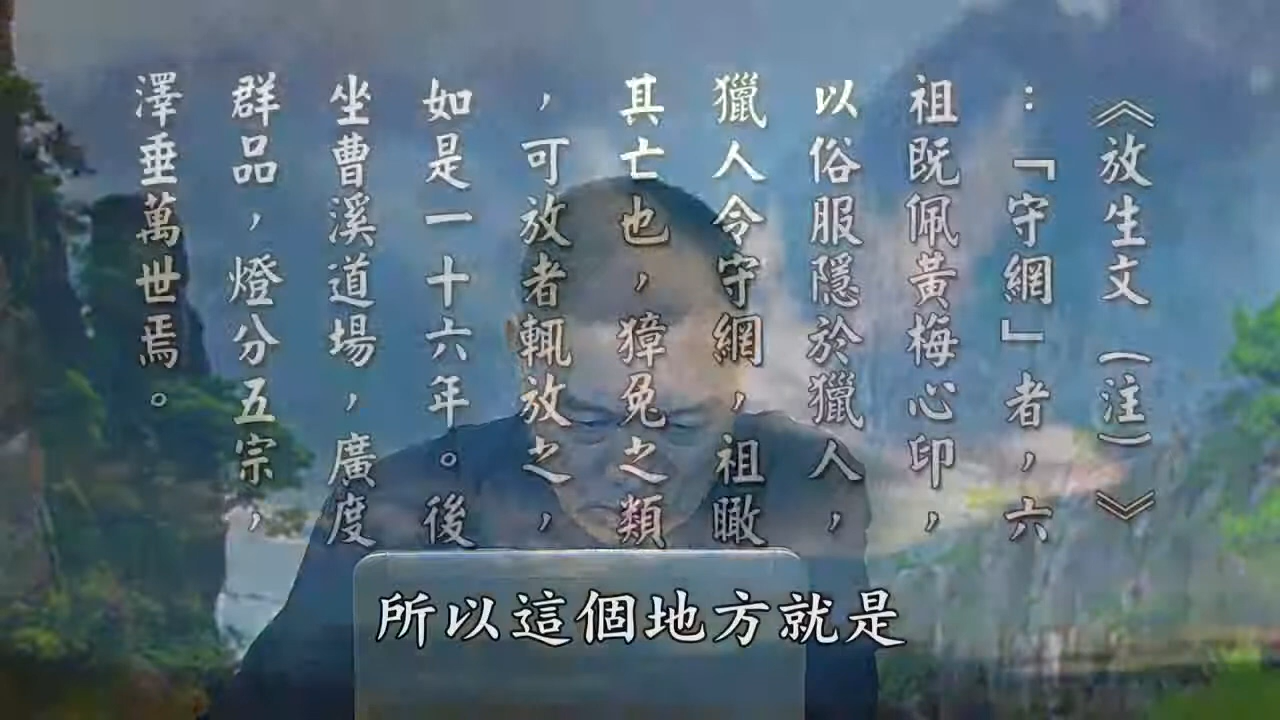 《放生文(注)》
：「守網」者，六
祖既佩黃梅心印，
以俗服隱於獵人，
獵人令守網，祖瞰
其亡也，獐免之類
，可放者輒放之，
如是一十六年。後
坐曹溪道場，廣度
群品，燈分五宗，
澤垂萬世焉。
所以這個地方就是